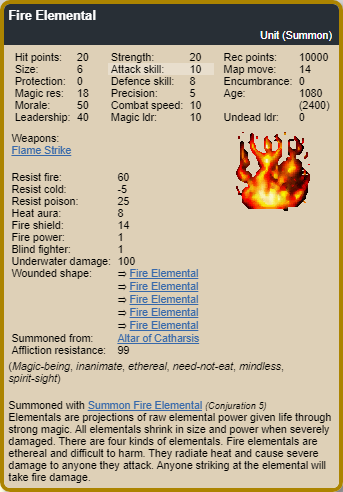 Fire Elemental
Unit (Summon)
Hit points: 20 Strength: 20 Rec points: 10000
Size: 6 Attack skill: 10 Map move: 14
Protection: 0 Defence skill: 8 Encumbrance: 0
Magic res: 18 Precision: 5 Age: 1080
Morale: 50 Combat speed: 10 (2400)
Leadership: 40 Magic ldr: 10 Undead ldr: 0
Weapons:
Flame Strike
Resist fire: 60
Resist cold: -5
Resist poison: 25
Heat aura: 8
Fire shield: 14
Fire power: 1
Blind fighter: 1
Underwater damage: 100
Wounded shape: ⇒ Fire Elemental
⇒ Fire Elemental
⇒ Fire Elemental
⇒ Fire Elemental
⇒ Fire Elemental
Summoned from: Altar of Catharsis
Affliction resistance: 99
(Magic-being, inanimate, ethereal, need-not-eat, mindless,
spirit-sight)
Summoned with Summon Fire Elemental (Conjuration 5)
Elementals are projections of raw elemental power given life through
strong magic. All elementals shrink in size and power when severely
damaged. There are four kinds of elementals. Fire elementals are
ethereal and difficult to harm. They radiate heat and cause severe
damage to anyone they attack. Anyone striking at the elemental will
take fire damage.